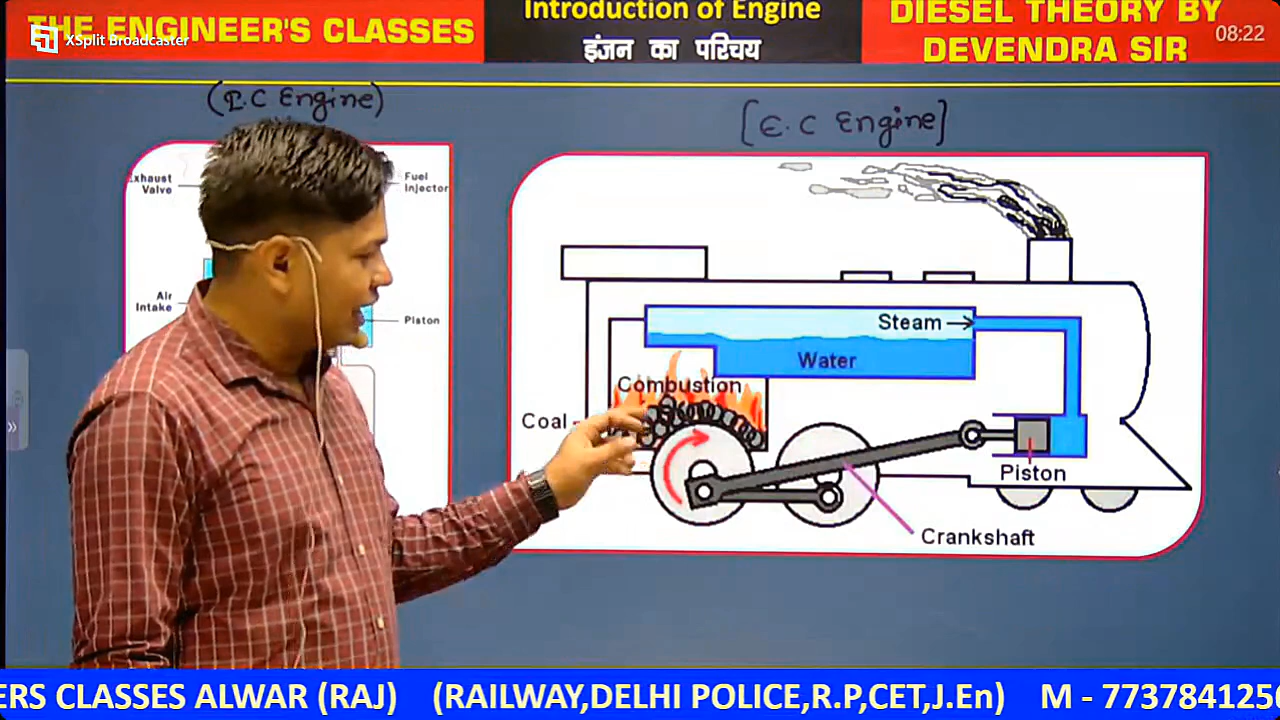 THE ENGINEER'S CLASSES
XSplit Broadcaster
Introduction of Engine
इंजन का परिचय
DIESEL THEORY BY
DEVENDRA SIR
08:22
(I.C Engine)
[E.C Engine]
Exhaust
Valve
Fuel
Injector
Air
Intake
Piston
Steam
Water
Combustion
Coal
Piston
Crankshaft
ERS CLASSES ALWAR (RAJ) (RAILWAY,DELHI POLICE,R.P,CET,J.En) M - 773784125